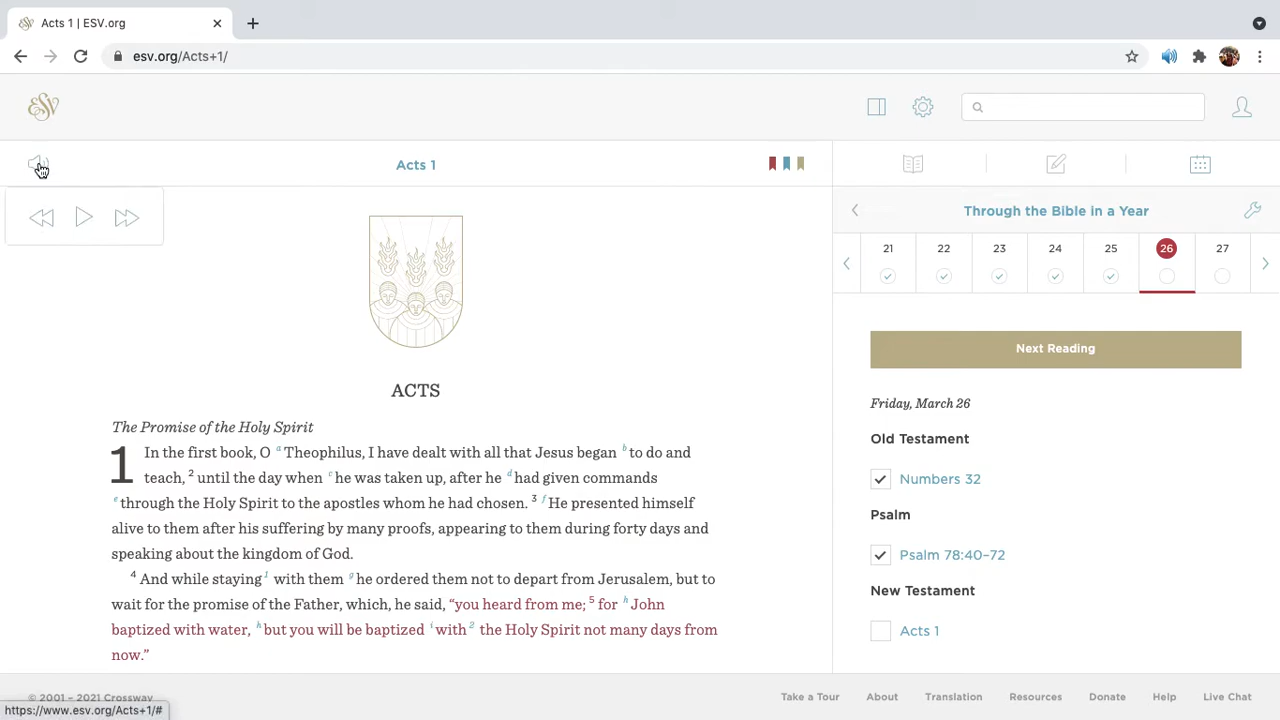 Acts 1 | ESV.org
esv.org/Acts+1/
ESV
Acts 1
Through the Bible in a Year
21 22 23 24 25 26 27
Next Reading
Friday, March 26
Old Testament
Numbers 32
Psalm
Psalm 78:40–72
New Testament
Acts 1
ACTS
The Promise of the Holy Spirit
1 In the first book, O a Theophilus, I have dealt with all that Jesus began b to do and
teach, 2 until the day when c he was taken up, after he d had given commands
e through the Holy Spirit to the apostles whom he had chosen. 3 f He presented himself
alive to them after his suffering by many proofs, appearing to them during forty days and
speaking about the kingdom of God.
4 And while staying 1 with them g he ordered them not to depart from Jerusalem, but to
wait for the promise of the Father, which, he said, “you heard from me; 5 for h John
baptized with water, h but you will be baptized i with 2 the Holy Spirit not many days from
now.”
© 2001 – 2021 Crossway
Take a Tour About Translation Resources Donate Help Live Chat
https://www.esv.org/Acts+1/#